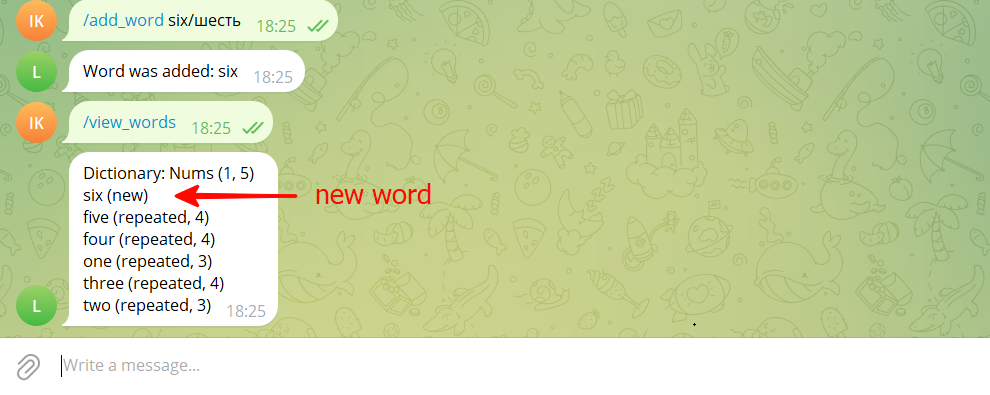 IK
/add_word six/шесть 18:25
L
Word was added: six 18:25
IK
/view_words 18:25
Dictionary: Nums (1, 5)
six (new)
new word
five (repeated, 4)
four (repeated, 4)
one (repeated, 3)
three (repeated, 4)
two (repeated, 3) 18:25
L
Write a message...